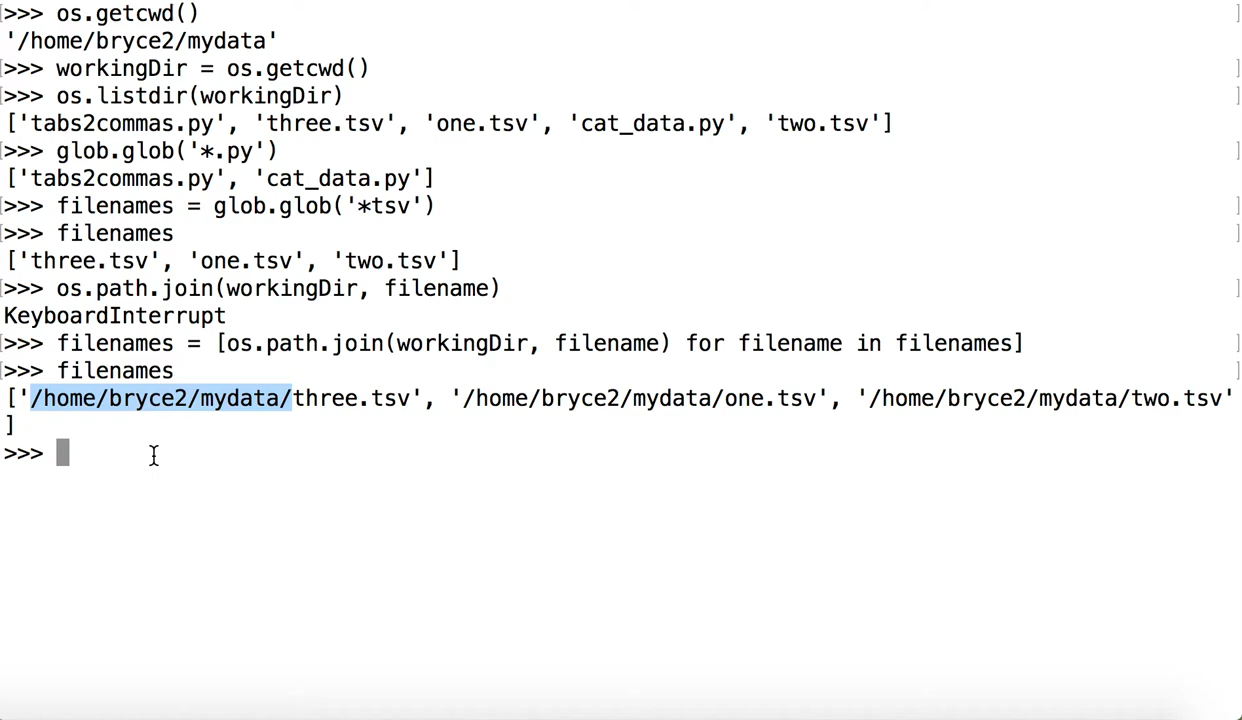 >>> os.getcwd()
'/home/bryce2/mydata'
>>> workingDir = os.getcwd()
>>> os.listdir(workingDir)
['tabs2commas.py', 'three.tsv', 'one.tsv', 'cat_data.py', 'two.tsv']
>>> glob.glob('*.py')
['tabs2commas.py', 'cat_data.py']
>>> filenames = glob.glob('*tsv')
>>> filenames
['three.tsv', 'one.tsv', 'two.tsv']
>>> os.path.join(workingDir, filename)
KeyboardInterrupt
>>> filenames = [os.path.join(workingDir, filename) for filename in filenames]
>>> filenames
['/home/bryce2/mydata/three.tsv', '/home/bryce2/mydata/one.tsv', '/home/bryce2/mydata/two.tsv'
]
>>>